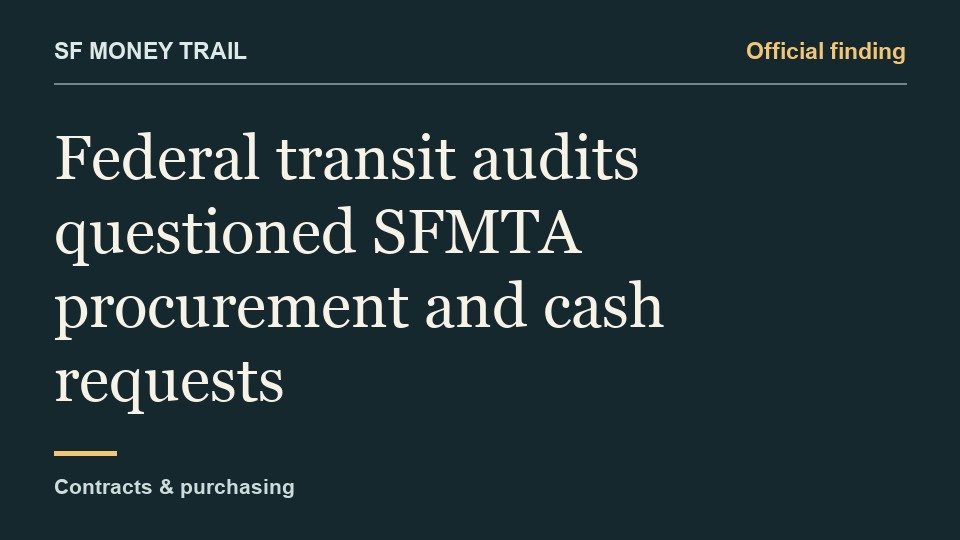 SF MONEY TRAIL
Official finding
Federal transit audits
questioned SFMTA
procurement and cash
requests
Contracts & purchasing